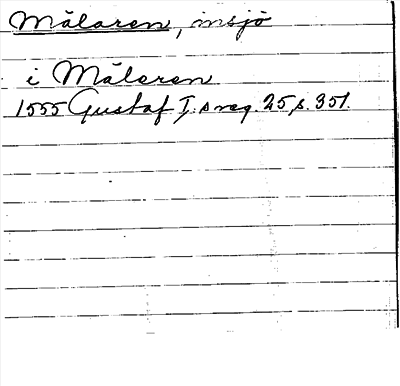 Mälaren, insjö
i Mälaren
1555 Gustaf I:s reg. 25, s. 351.